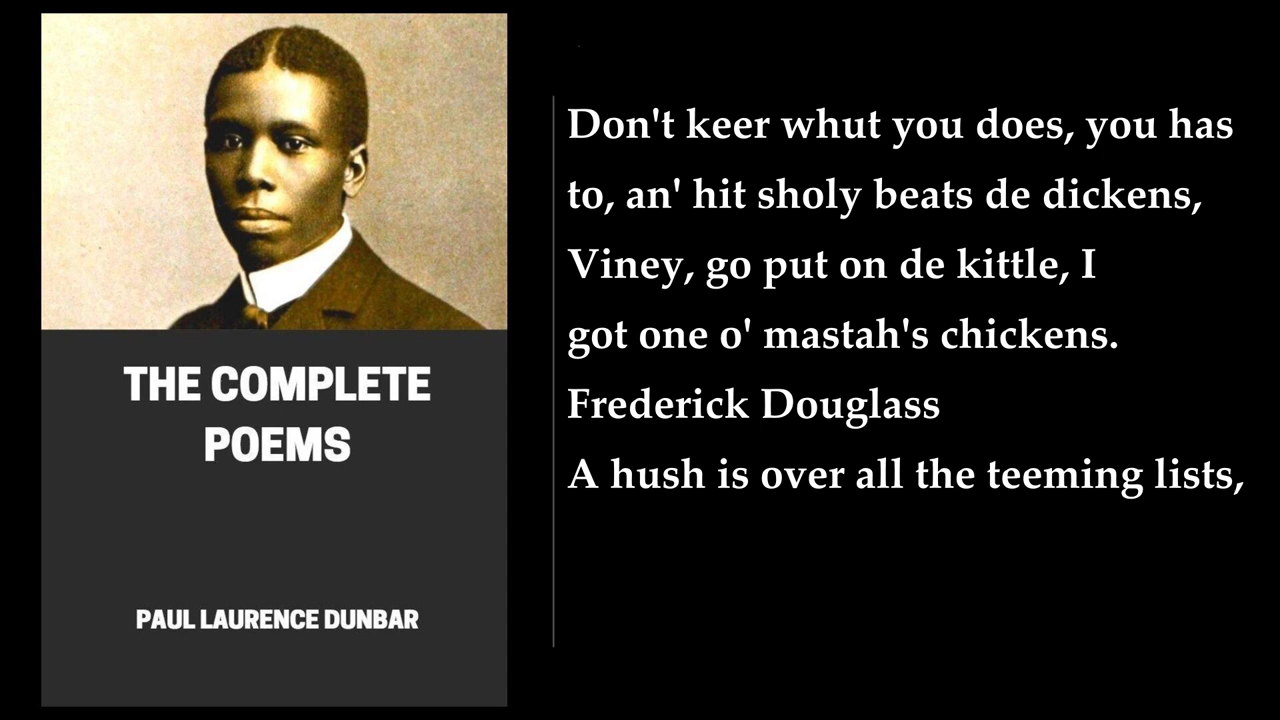 THE COMPLETE
POEMS
PAUL LAURENCE DUNBAR
Don't keer whut you does, you has
to, an' hit sholy beats de dickens,
Viney, go put on de kittle, I
got one o' mastah's chickens.
Frederick Douglass
A hush is over all the teeming lists,